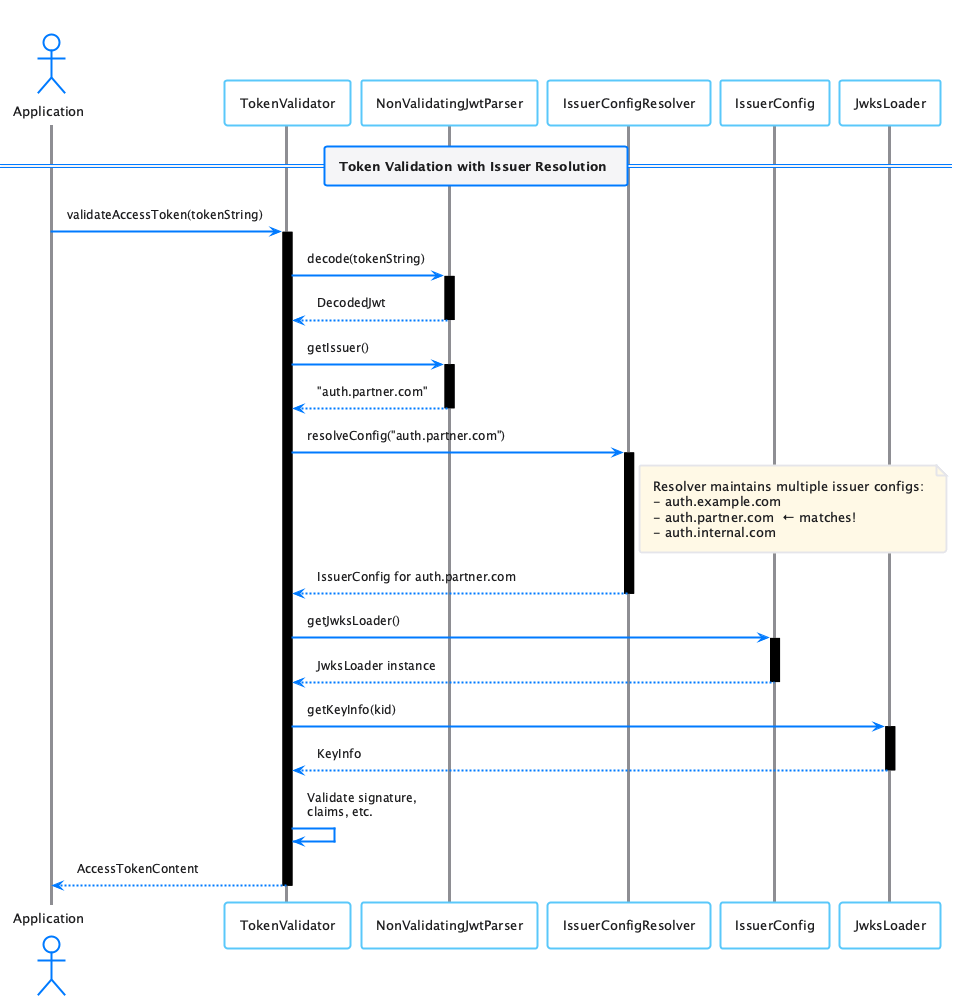 Application
TokenValidator
NonValidatingJwtParser
IssuerConfigResolver
IssuerConfig
JwksLoader
Token Validation with Issuer Resolution
validateAccessToken(tokenString)
decode(tokenString)
DecodedJwt
getIssuer()
"auth.partner.com"
resolveConfig("auth.partner.com")
Resolver maintains multiple issuer configs:
- auth.example.com
- auth.partner.com ← matches!
- auth.internal.com
IssuerConfig for auth.partner.com
getJwksLoader()
JwksLoader instance
getKeyInfo(kid)
KeyInfo
Validate signature,
claims, etc.
AccessTokenContent
Application
TokenValidator
NonValidatingJwtParser
IssuerConfigResolver
IssuerConfig
JwksLoader